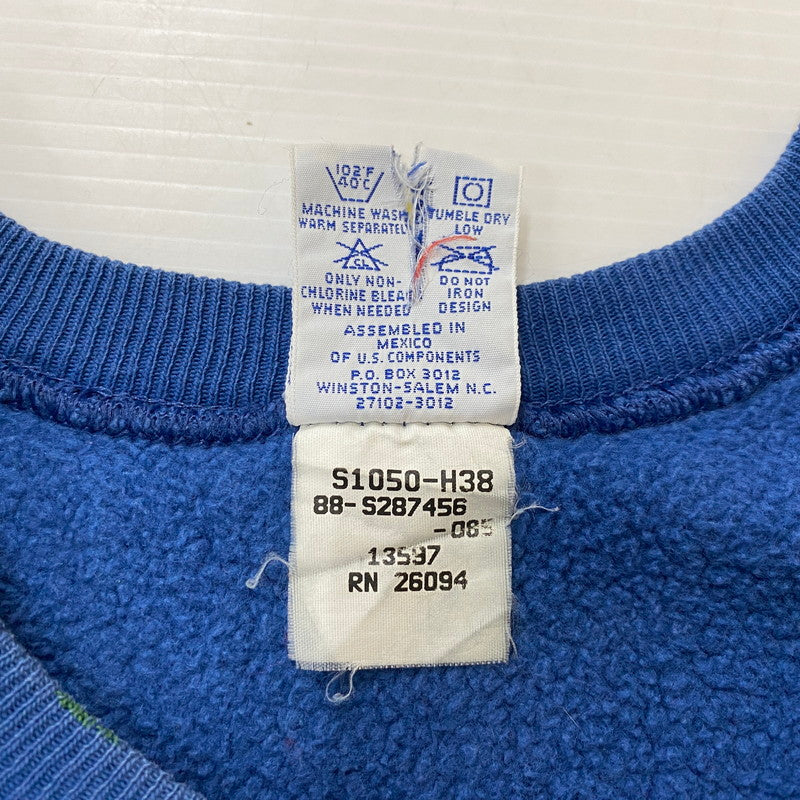 102°F
40°C
MACHINE WASH
WARM SEPARATELY
TUMBLE DRY
LOW
CL
ONLY NON-
CHLORINE BLEACH
WHEN NEEDED
DO NOT
IRON
DESIGN
ASSEMBLED IN
MEXICO
OF U.S. COMPONENTS
P.O. BOX 3012
WINSTON-SALEM N.C.
27102-3012
S1050-H38
88-S287456
-085
13597
RN 26094